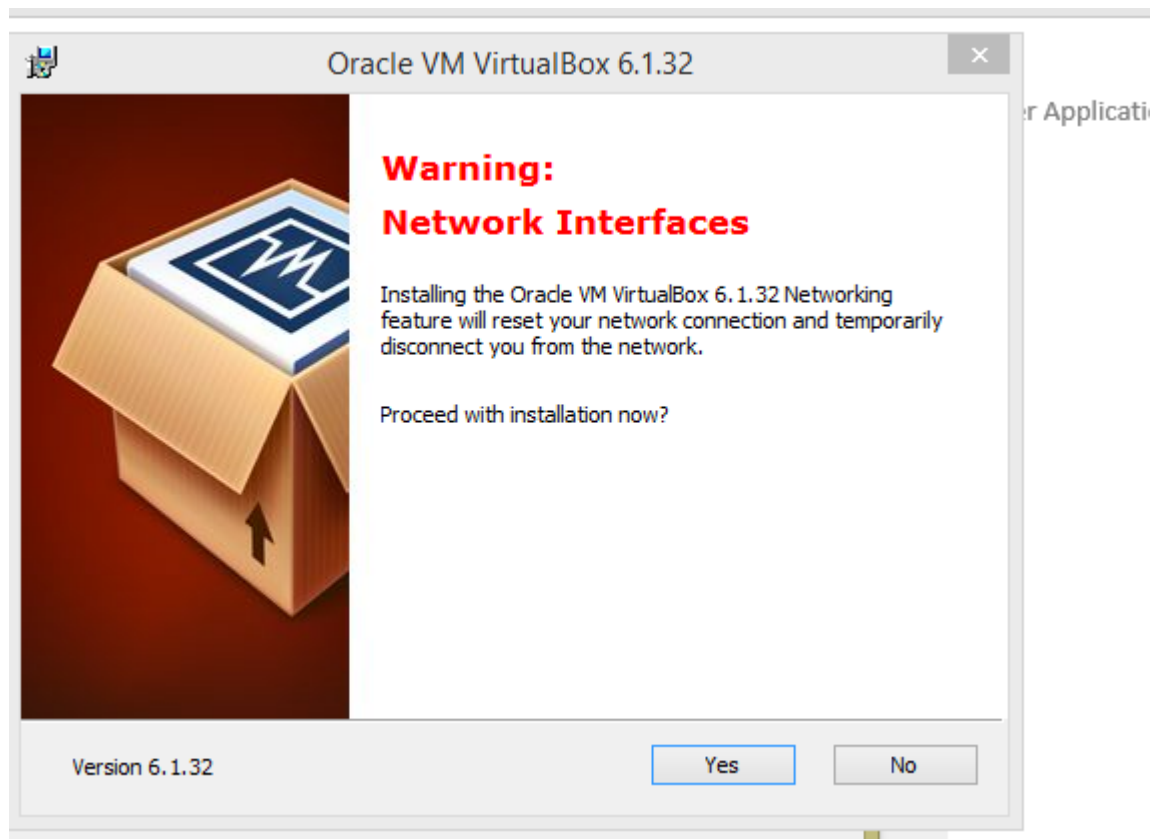 Oracle VM VirtualBox 6.1.32
r Applicati
Warning:
Network Interfaces
Installing the Oracle VM VirtualBox 6.1.32 Networking
feature will reset your network connection and temporarily
disconnect you from the network.
Proceed with installation now?
Version 6.1.32
Yes
No